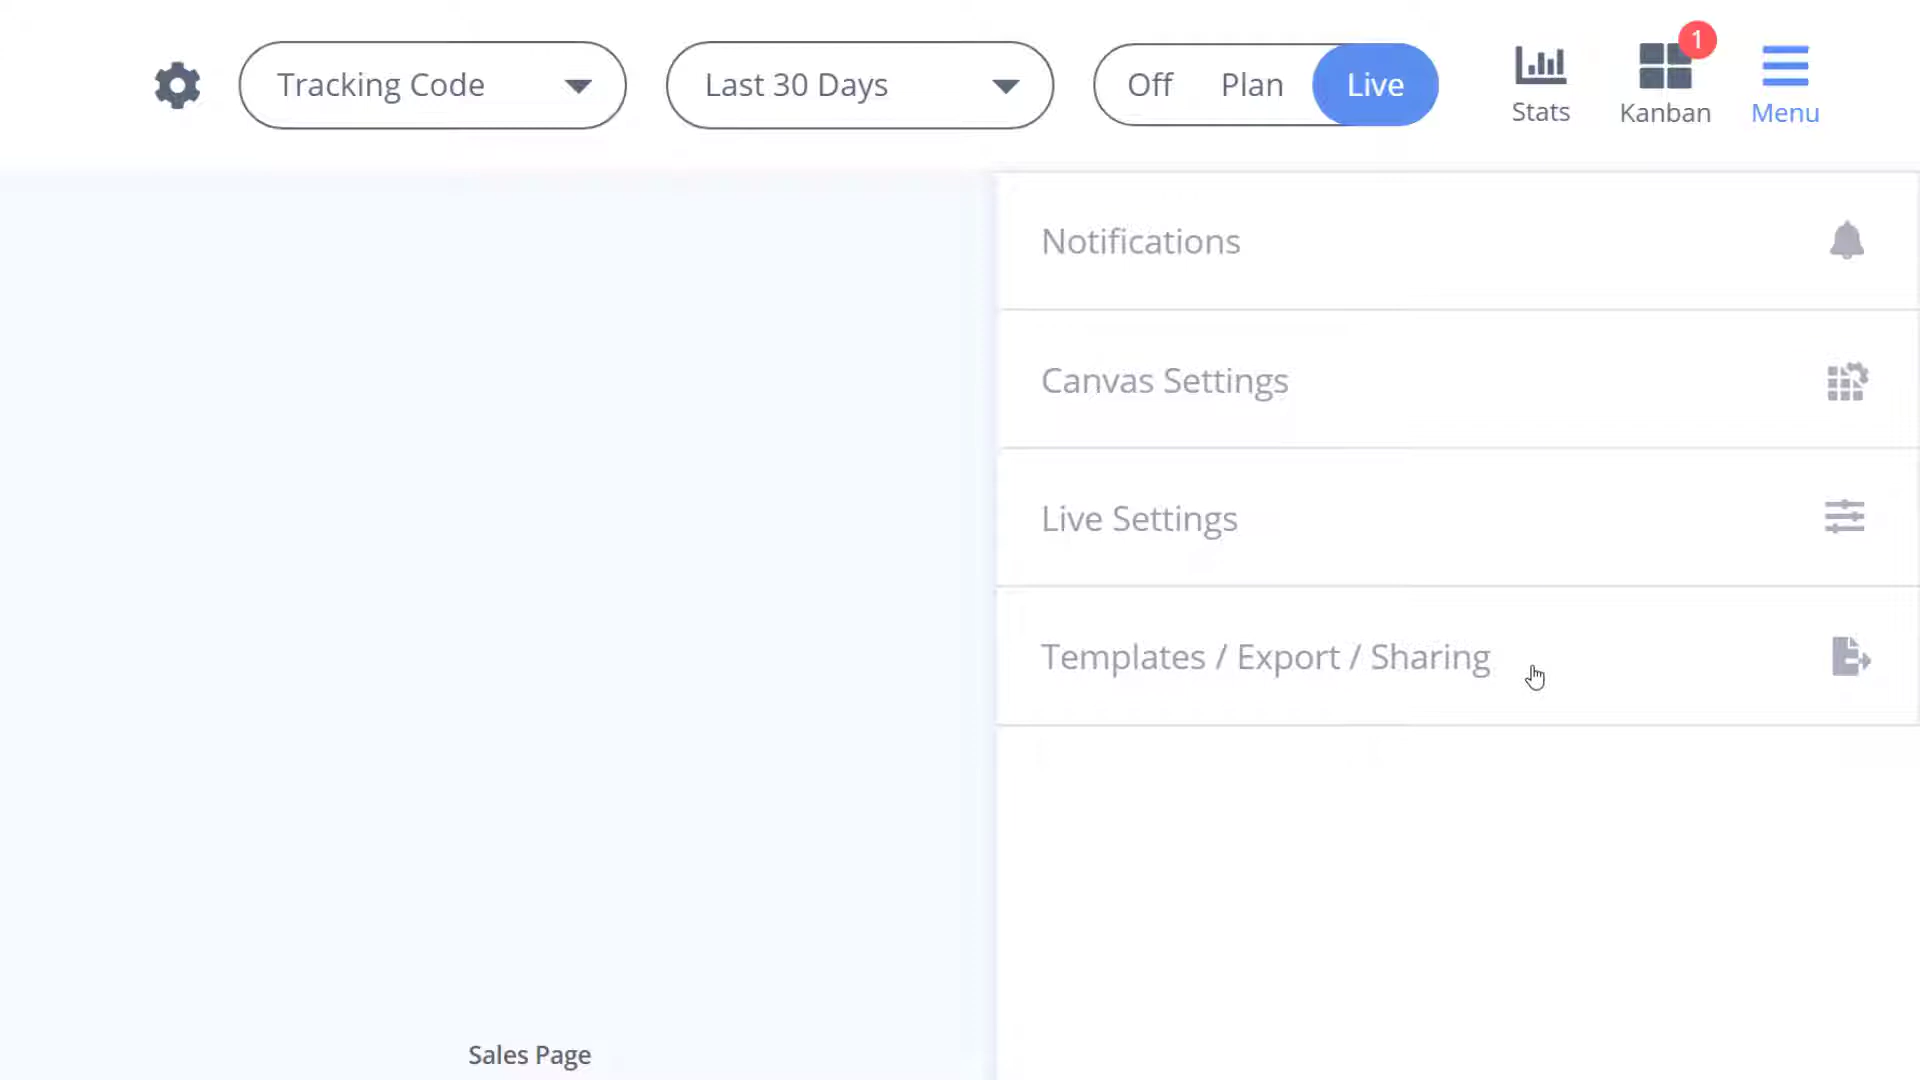 Tracking Code
Last 30 Days
Off Plan Live
Stats
Kanban
1
Menu
Notifications
Canvas Settings
Live Settings
Templates / Export / Sharing
Sales Page